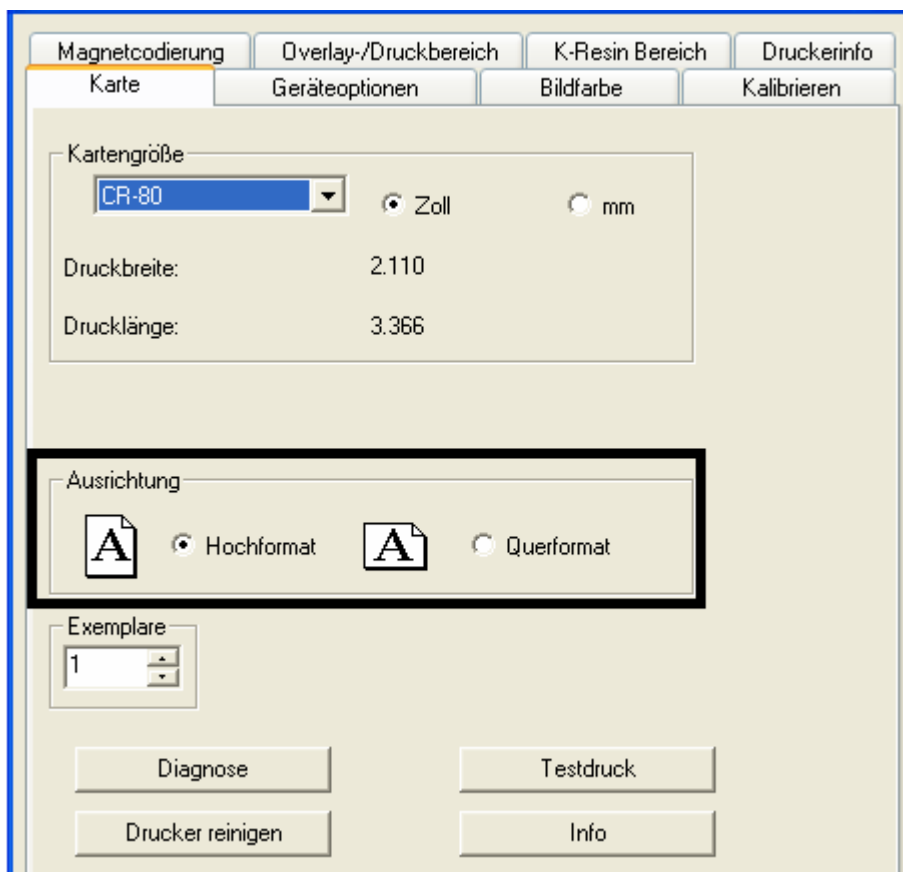 Magnetcodierung Overlay-/Druckbereich K-Resin Bereich Druckerinfo
Karte Geräteoptionen Bildfarbe Kalibrieren
Kartengröße
CR-80 Zoll mm
Druckbreite: 2.110
Drucklänge: 3.366
Ausrichtung
A Hochformat A Querformat
Exemplare
1
Diagnose Testdruck
Drucker reinigen Info